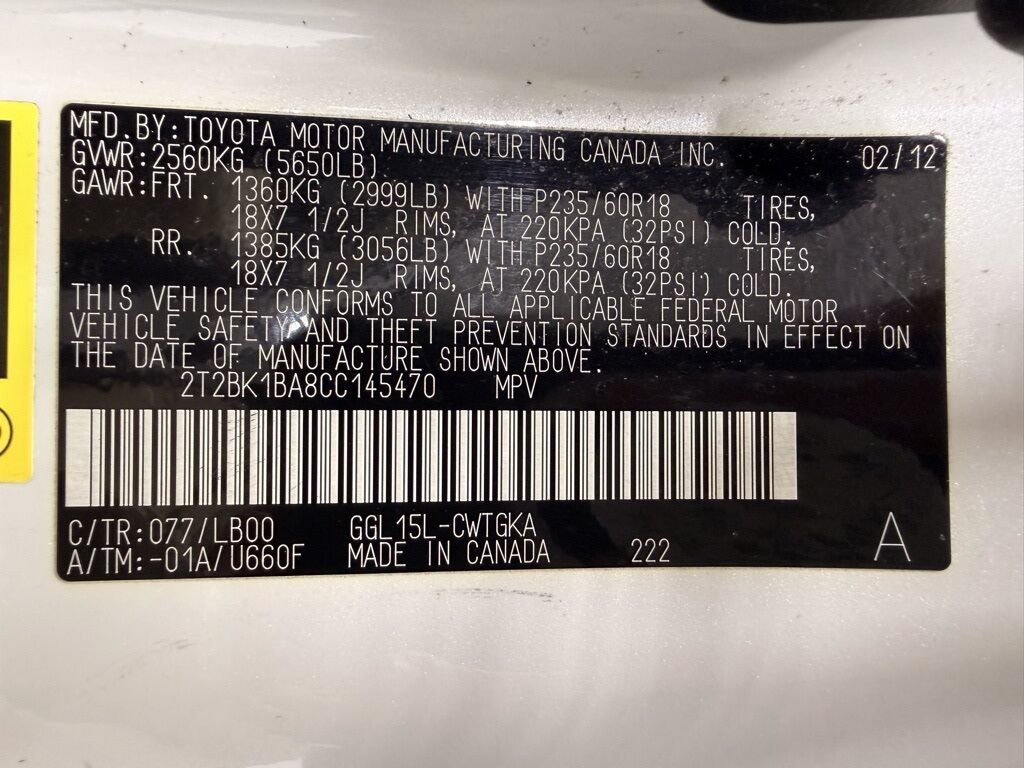 MFD.BY:TOYOTA MOTOR MANUFACTURING CANADA INC. 02/12
GVWR:2560KG (5650LB)
GAWR:FRT. 1360KG (2999LB) WITH P235/60R18 TIRES,
18X7 1/2J RIMS, AT 220KPA (32PSI) COLD.
RR. 1385KG (3056LB) WITH P235/60R18 TIRES,
18X7 1/2J RIMS, AT 220KPA (32PSI) COLD.
THIS VEHICLE CONFORMS TO ALL APPLICABLE FEDERAL MOTOR
VEHICLE SAFETY AND THEFT PREVENTION STANDARDS IN EFFECT ON
THE DATE OF MANUFACTURE SHOWN ABOVE.
2T2BK1BA8CC145470 MPV
C/TR:077/LB00 GGL15L-CWTGKA
A/TM:-01A/U660F MADE IN CANADA 222 A